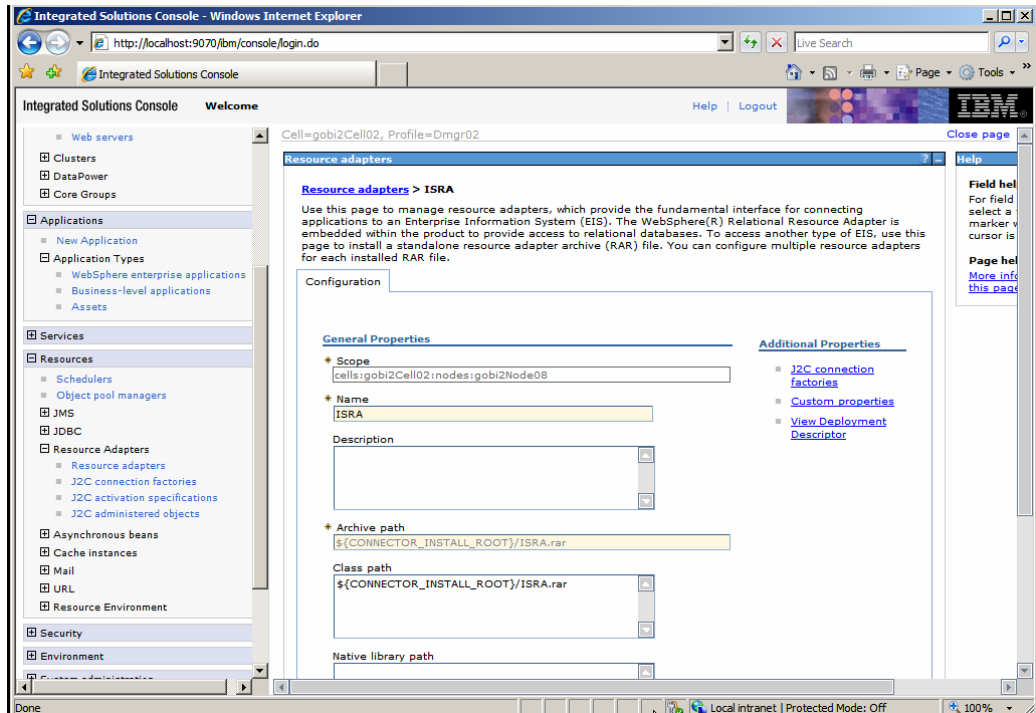 Integrated Solutions Console - Windows Internet Explorer
http://localhost:9070/ibm/console/login.do
Live Search
Integrated Solutions Console
Page
Tools
Integrated Solutions Console Welcome
Help | Logout
IBM
Web servers
Clusters
DataPower
Core Groups
Applications
New Application
Application Types
WebSphere enterprise applications
Business-level applications
Assets
Services
Resources
Schedulers
Object pool managers
JMS
JDBC
Resource Adapters
Resource adapters
J2C connection factories
J2C activation specifications
J2C administered objects
Asynchronous beans
Cache instances
Mail
URL
Resource Environment
Security
Environment
Cell=gobi2Cell02, Profile=Dmgr02
Close page
Resource adapters
? -
Resource adapters > ISRA
Use this page to manage resource adapters, which provide the fundamental interface for connecting
applications to an Enterprise Information System (EIS). The WebSphere(R) Relational Resource Adapter is
embedded within the product to provide access to relational databases. To access another type of EIS, use this
page to install a standalone resource adapter archive (RAR) file. You can configure multiple resource adapters
for each installed RAR file.
Configuration
General Properties
* Scope
cells:gobi2Cell02:nodes:gobi2Node08
* Name
ISRA
Description
* Archive path
${CONNECTOR_INSTALL_ROOT}/ISRA.rar
Class path
${CONNECTOR_INSTALL_ROOT}/ISRA.rar
Native library path
Additional Properties
J2C connection
factories
Custom properties
View Deployment
Descriptor
Help
Field hel
For field
select a
marker
cursor is
Page hel
More info
this page
Done
Local intranet | Protected Mode: Off
100%